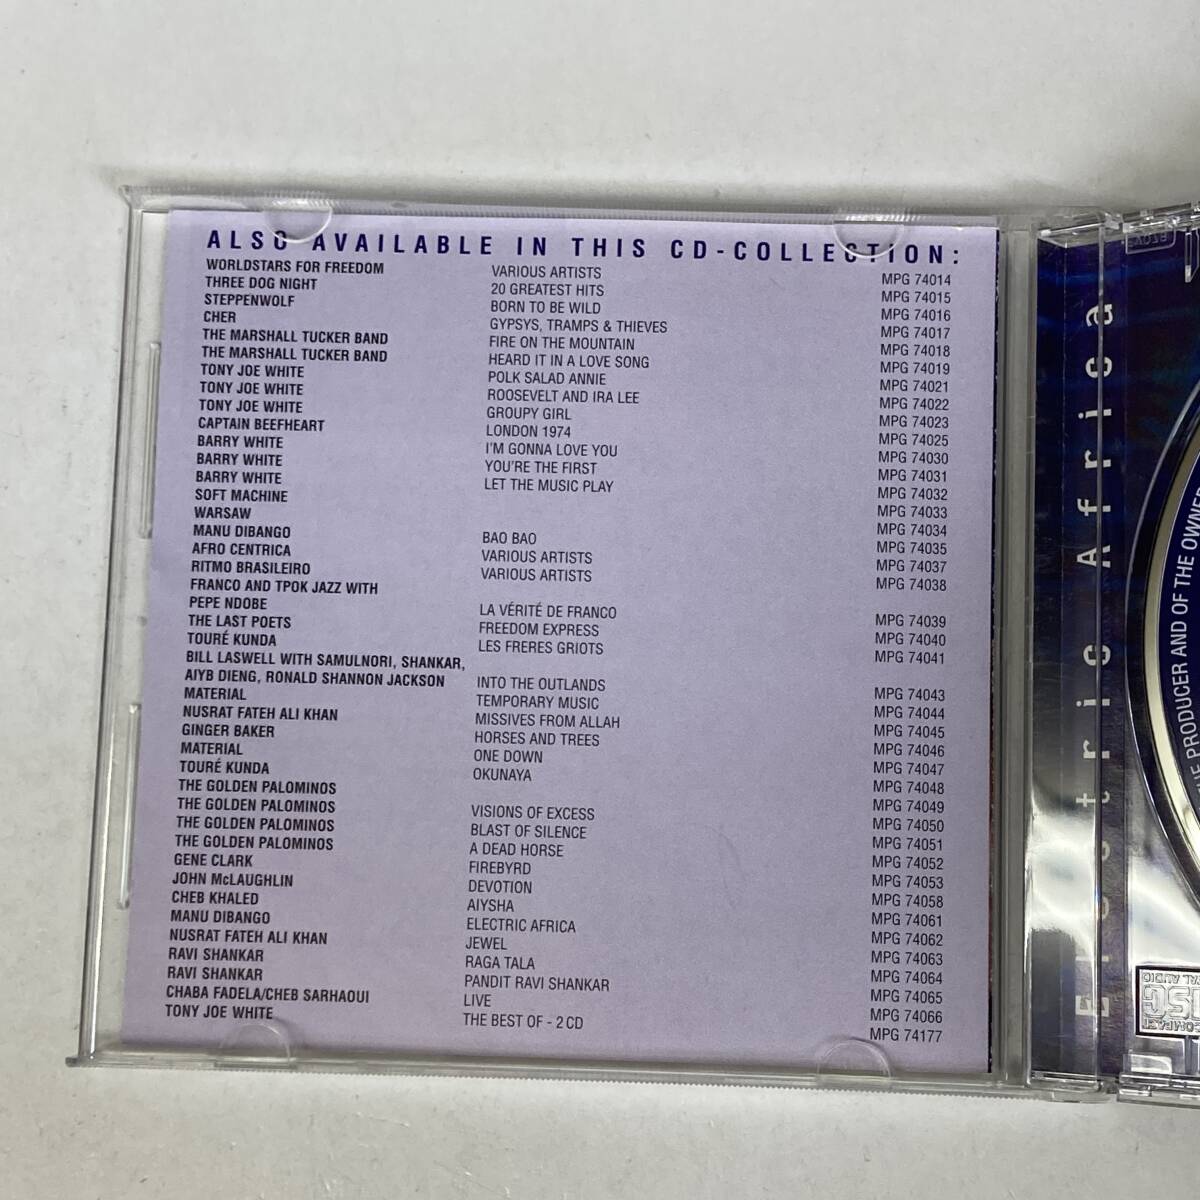 ALSO AVAILABLE IN THIS CD-COLLECTION:
WORLDSTARS FOR FREEDOM VARIOUS ARTISTS MPG 74014
THREE DOG NIGHT 20 GREATEST HITS MPG 74015
STEPPENWOLF BORN TO BE WILD MPG 74016
CHER GYPSYS, TRAMPS & THIEVES MPG 74017
THE MARSHALL TUCKER BAND FIRE ON THE MOUNTAIN MPG 74018
THE MARSHALL TUCKER BAND HEARD IT IN A LOVE SONG MPG 74019
TONY JOE WHITE POLK SALAD ANNIE MPG 74021
TONY JOE WHITE ROOSEVELT AND IRA LEE MPG 74022
TONY JOE WHITE GROUPY GIRL MPG 74023
CAPTAIN BEEFHEART LONDON 1974 MPG 74025
BARRY WHITE I'M GONNA LOVE YOU MPG 74030
BARRY WHITE YOU'RE THE FIRST MPG 74031
BARRY WHITE LET THE MUSIC PLAY MPG 74032
SOFT MACHINE MPG 74033
WARSAW MPG 74034
MANU DIBANGO BAO BAO MPG 74035
AFRO CENTRICA VARIOUS ARTISTS MPG 74037
RITMO BRASILEIRO VARIOUS ARTISTS MPG 74038
FRANCO AND TPOK JAZZ WITH
PEPE NDOBE LA VÉRITÉ DE FRANCO MPG 74039
THE LAST POETS FREEDOM EXPRESS MPG 74040
TOURÉ KUNDA LES FRERES GRIOTS MPG 74041
BILL LASWELL WITH SAMULNORI, SHANKAR,
AIYB DIENG, RONALD SHANNON JACKSON INTO THE OUTLANDS MPG 74043
MATERIAL TEMPORARY MUSIC MPG 74044
NUSRAT FATEH ALI KHAN MISSIVES FROM ALLAH MPG 74045
GINGER BAKER HORSES AND TREES MPG 74046
MATERIAL ONE DOWN MPG 74047
TOURÉ KUNDA OKUNAYA MPG 74048
THE GOLDEN PALOMINOS MPG 74049
THE GOLDEN PALOMINOS VISIONS OF EXCESS MPG 74050
THE GOLDEN PALOMINOS BLAST OF SILENCE MPG 74051
THE GOLDEN PALOMINOS A DEAD HORSE MPG 74052
GENE CLARK FIREBYRD MPG 74053
JOHN McLAUGHLIN DEVOTION MPG 74058
CHEB KHALED AIYSHA MPG 74061
MANU DIBANGO ELECTRIC AFRICA MPG 74062
NUSRAT FATEH ALI KHAN JEWEL MPG 74063
RAVI SHANKAR RAGA TALA MPG 74064
RAVI SHANKAR PANDIT RAVI SHANKAR MPG 74065
CHABA FADELA/CHEB SARHAOUI LIVE MPG 74066
TONY JOE WHITE THE BEST OF - 2 CD MPG 74177
Electric Africa
PRODUCER AND OF THE OWNER